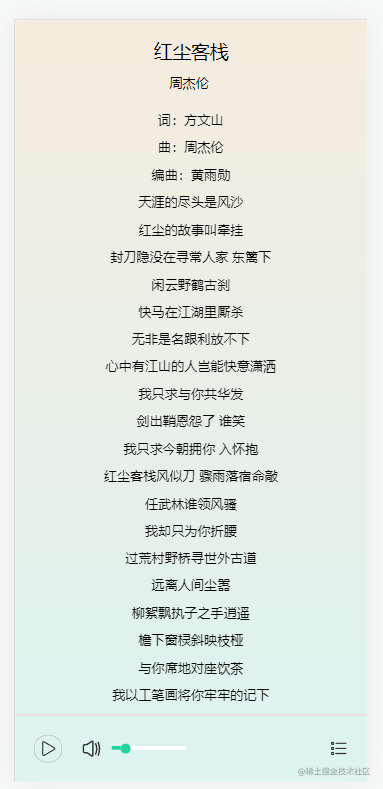 红尘客栈
周杰伦
词：方文山
曲：周杰伦
编曲：黄雨勋
天涯的尽头是风沙
红尘的故事叫牵挂
封刀隐没在寻常人家 东篱下
闲云野鹤古刹
快马在江湖里厮杀
无非是名跟利放不下
心中有江山的人岂能快意潇洒
我只求与你共华发
剑出鞘恩怨了 谁笑
我只求今朝拥你 入怀抱
红尘客栈风似刀 骤雨落宿命敲
任武林谁领风骚
我却只为你折腰
过荒村野桥寻世外古道
远离人间尘嚣
柳絮飘执子之手逍遥
檐下窗棂斜映枝桠
与你席地对座饮茶
我以工笔画将你牢牢的记下
@稀土掘金技术社区